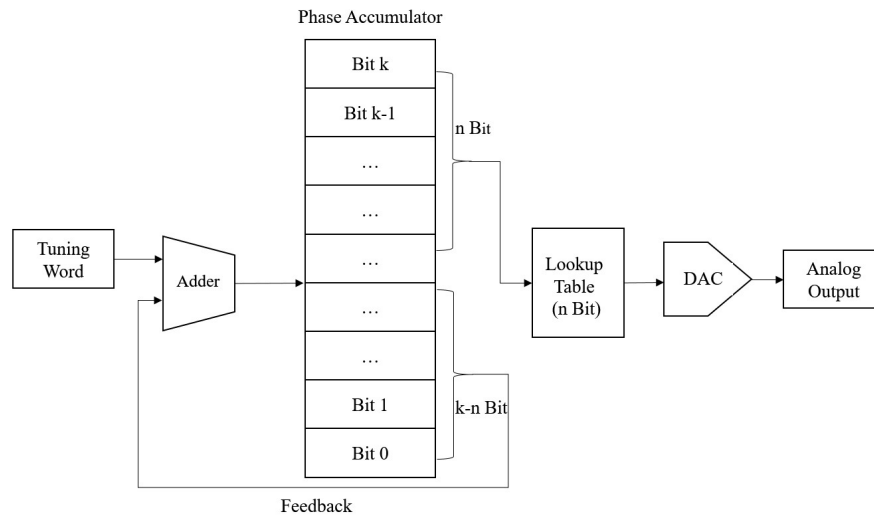 Phase Accumulator
Bit k
Bit k-1
…
…
…
…
…
Bit 1
Bit 0
n Bit
k-n Bit
Tuning
Word
Adder
Feedback
Lookup
Table
(n Bit)
DAC
Analog
Output